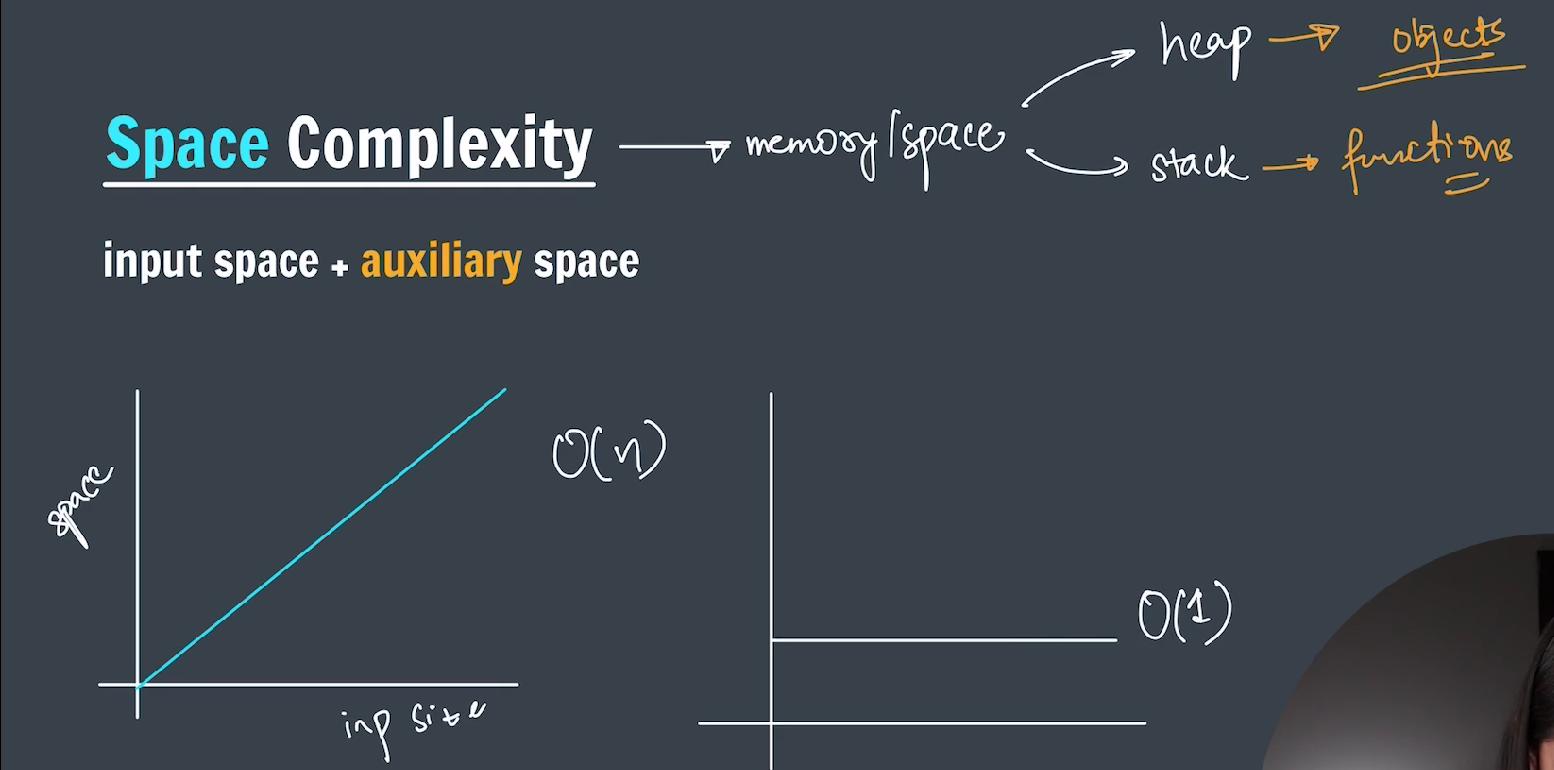 heap → objects
Space Complexity → memory/space
stack → functions
input space + auxiliary space
O(n)
space
O(1)
inp size